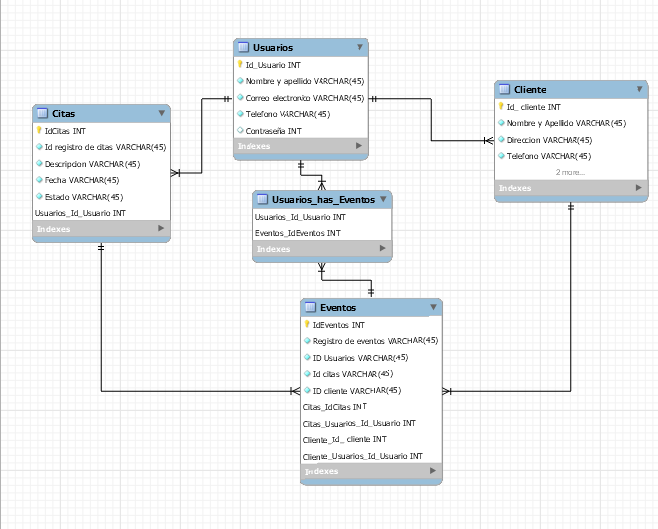 Usuarios
Id_Usuario INT
Nombre y apellido VARCHAR(45)
Correo electronico VARCHAR(45)
Telefono VARCHAR(45)
Contraseña INT
Indexes
Citas
IdCitas INT
Id registro de citas VARCHAR(45)
Descripcion VARCHAR(45)
Fecha VARCHAR(45)
Estado VARCHAR(45)
Usuarios_Id_Usuario INT
Indexes
Cliente
Id_ cliente INT
Nombre y Apellido VARCHAR(45)
Direccion VARCHAR(45)
Telefono VARCHAR(45)
2 more...
Indexes
Usuarios_has_Eventos
Usuarios_Id_Usuario INT
Eventos_IdEventos INT
Indexes
Eventos
IdEventos INT
Registro de eventos VARCHAR(45)
ID Usuarios VARCHAR(45)
Id citas VARCHAR(45)
ID cliente VARCHAR(45)
Citas_IdCitas INT
Citas_Usuarios_Id_Usuario INT
Cliente_Id_ cliente INT
Cliente_Usuarios_Id_Usuario INT
Indexes